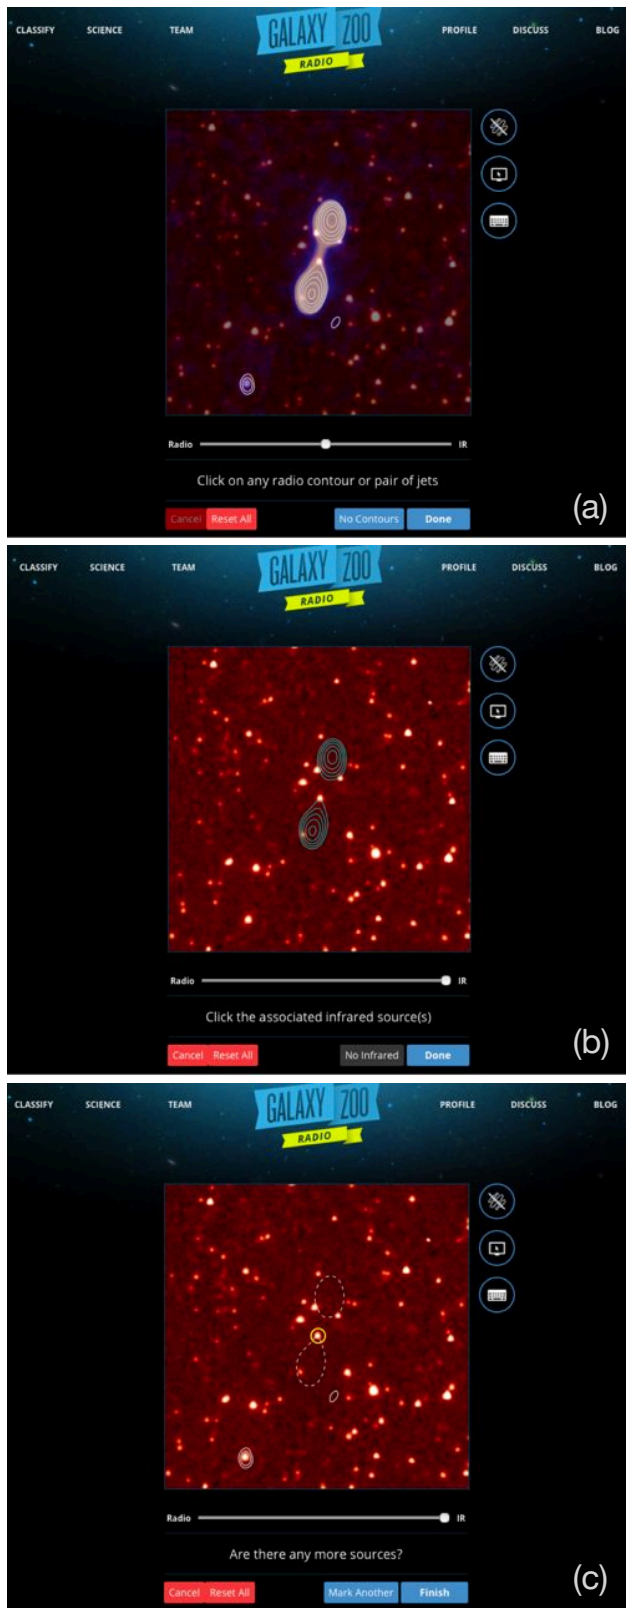 CLASSIFY SCIENCE TEAM GALAXY ZOO PROFILE DISCUSS BLOG
RADIO
Radio IR
Click on any radio contour or pair of jets
Cancel Reset All No Contours Done
(a)
CLASSIFY SCIENCE TEAM GALAXY ZOO PROFILE DISCUSS BLOG
RADIO
Radio IR
Click the associated infrared source(s)
Cancel Reset All No Infrared Done
(b)
CLASSIFY SCIENCE TEAM GALAXY ZOO PROFILE DISCUSS BLOG
RADIO
Radio IR
Are there any more sources?
Cancel Reset All Mark Another Finish
(c)